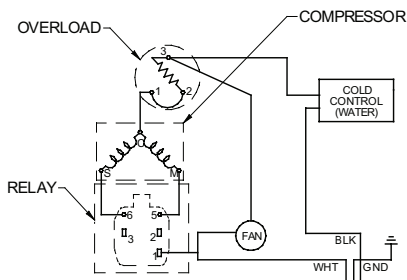 COMPRESSOR
OVERLOAD
3
1
2
COLD
CONTROL
(WATER)
C
S
M
RELAY
6
5
3
2
1
FAN
BLK
WHT
GND